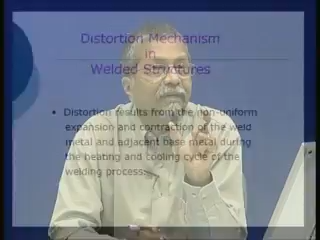 Distortion Mechanism
in
Welded Structures
• Distortion results from the non-uniform
expansion and contraction of the weld
metal and adjacent base metal during
the heating and cooling cycle of the
welding process.